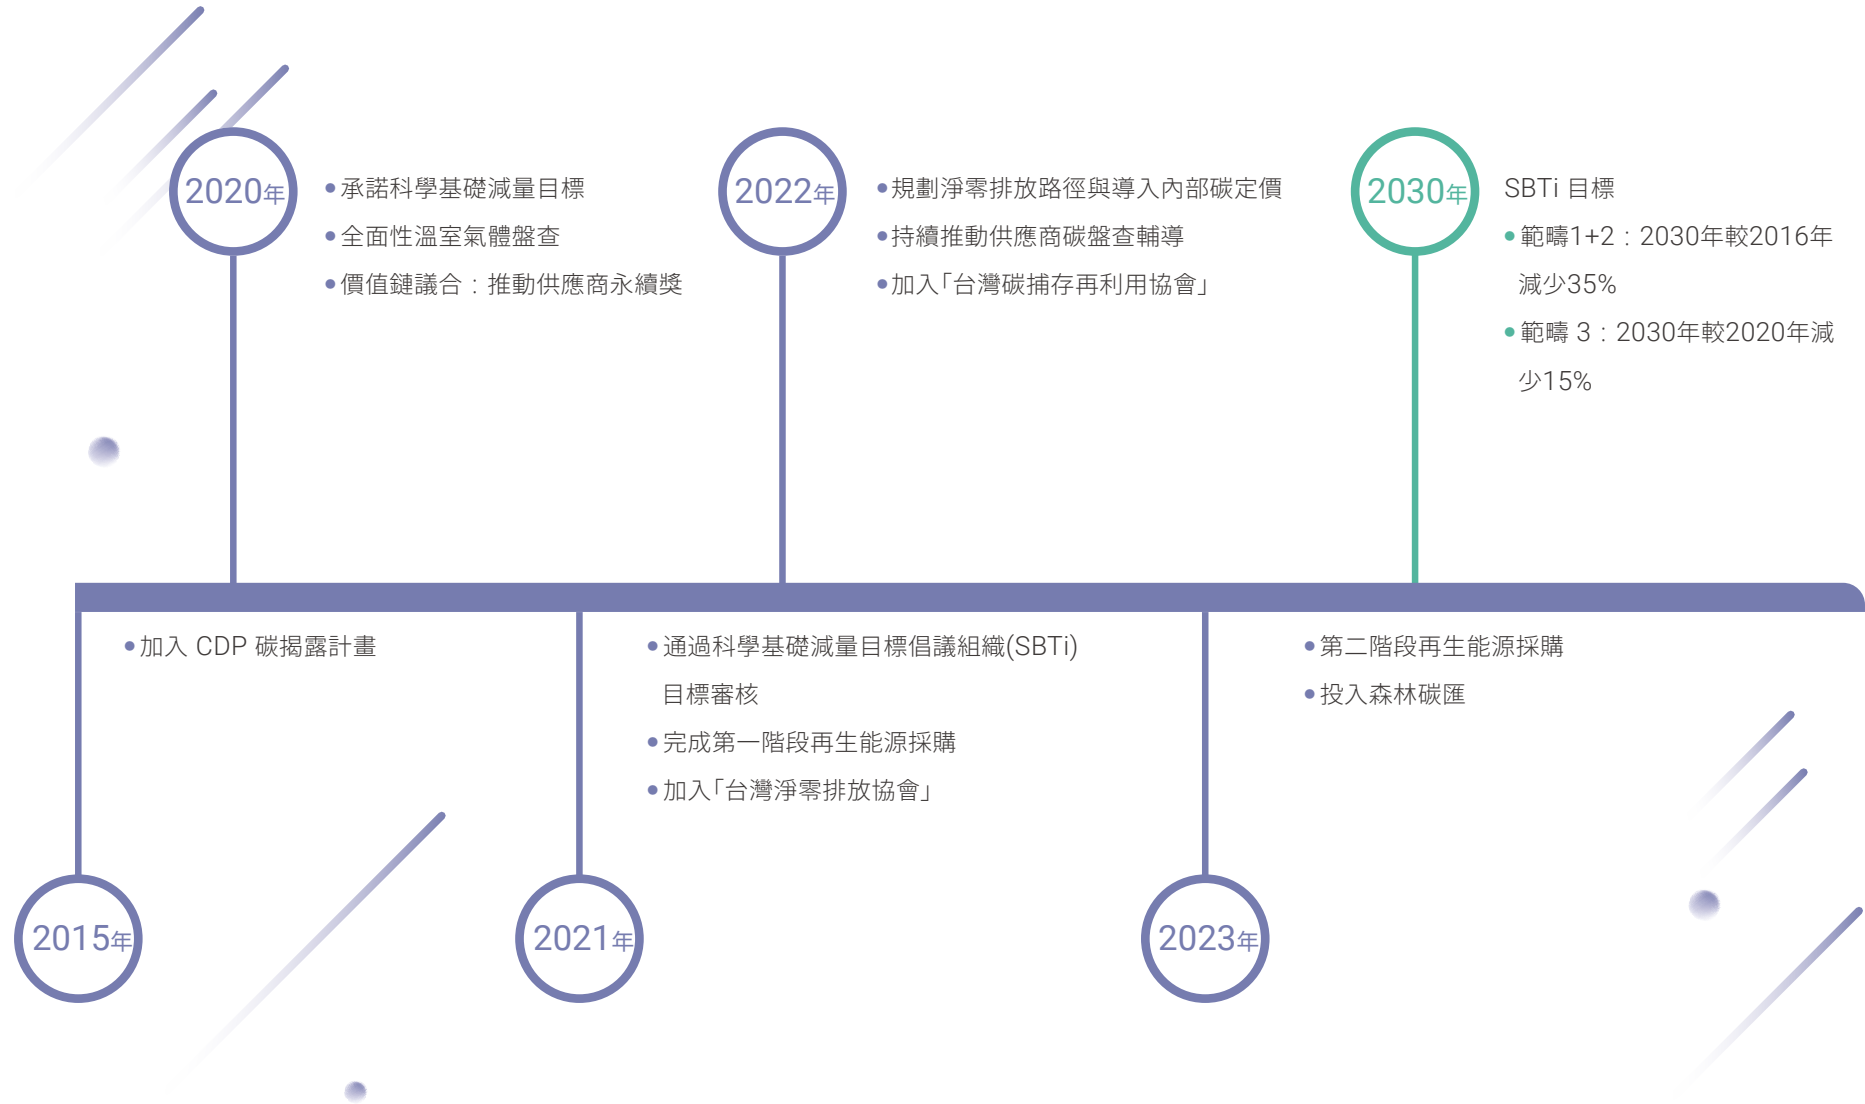 2020年
•承諾科學基礎減量目標
•全面性溫室氣體盤查
•價值鏈議合：推動供應商永續獎
2022年
•規劃淨零排放路徑與導入內部碳定價
•持續推動供應商碳盤查輔導
•加入「台灣碳捕存再利用協會」
2030年
SBTi 目標
•範疇1+2：2030年較2016年
減少35%
•範疇 3：2030年較2020年減
少15%
•加入 CDP 碳揭露計畫
2015年
•通過科學基礎減量目標倡議組織(SBTi)
目標審核
•完成第一階段再生能源採購
•加入「台灣淨零排放協會」
2021年
•第二階段再生能源採購
•投入森林碳匯
2023年